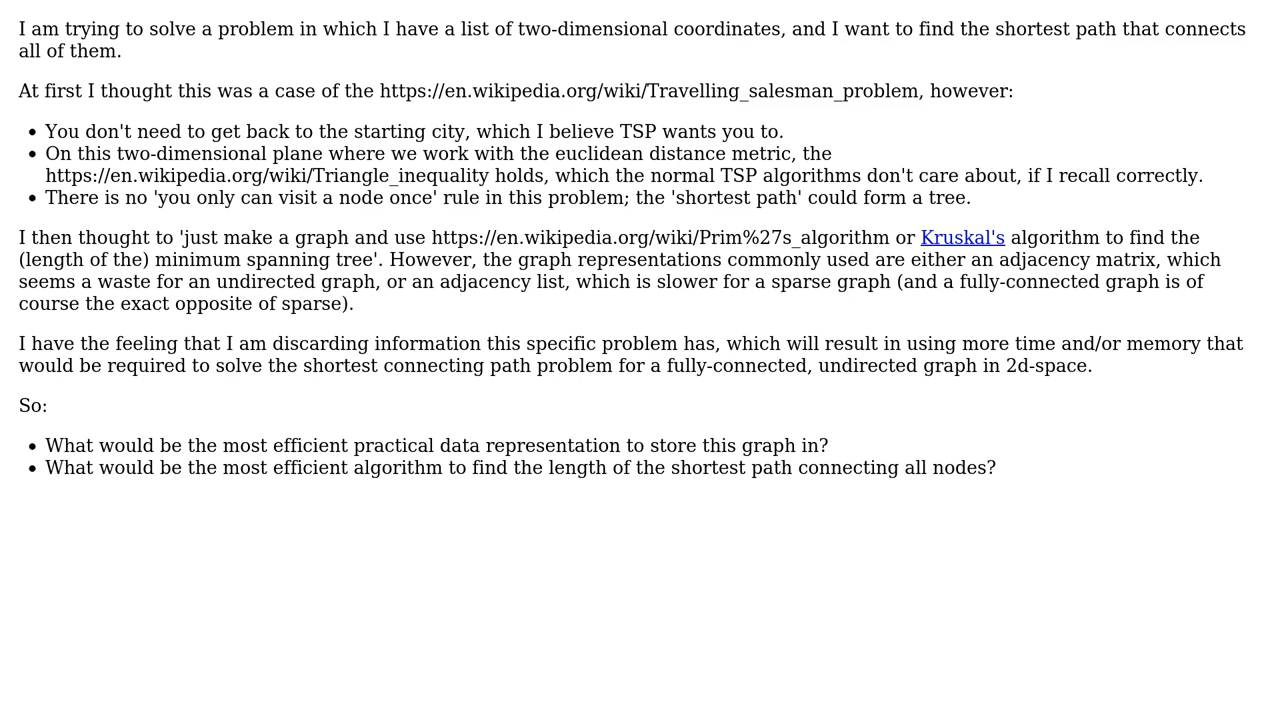 I am trying to solve a problem in which I have a list of two-dimensional coordinates, and I want to find the shortest path that connects
all of them.
At first I thought this was a case of the https://en.wikipedia.org/wiki/Travelling_salesman_problem, however:
• You don't need to get back to the starting city, which I believe TSP wants you to.
• On this two-dimensional plane where we work with the euclidean distance metric, the
https://en.wikipedia.org/wiki/Triangle_inequality holds, which the normal TSP algorithms don't care about, if I recall correctly.
• There is no 'you only can visit a node once' rule in this problem; the 'shortest path' could form a tree.
I then thought to 'just make a graph and use https://en.wikipedia.org/wiki/Prim%27s_algorithm or Kruskal's algorithm to find the
(length of the) minimum spanning tree'. However, the graph representations commonly used are either an adjacency matrix, which
seems a waste for an undirected graph, or an adjacency list, which is slower for a sparse graph (and a fully-connected graph is of
course the exact opposite of sparse).
I have the feeling that I am discarding information this specific problem has, which will result in using more time and/or memory that
would be required to solve the shortest connecting path problem for a fully-connected, undirected graph in 2d-space.
So:
• What would be the most efficient practical data representation to store this graph in?
• What would be the most efficient algorithm to find the length of the shortest path connecting all nodes?